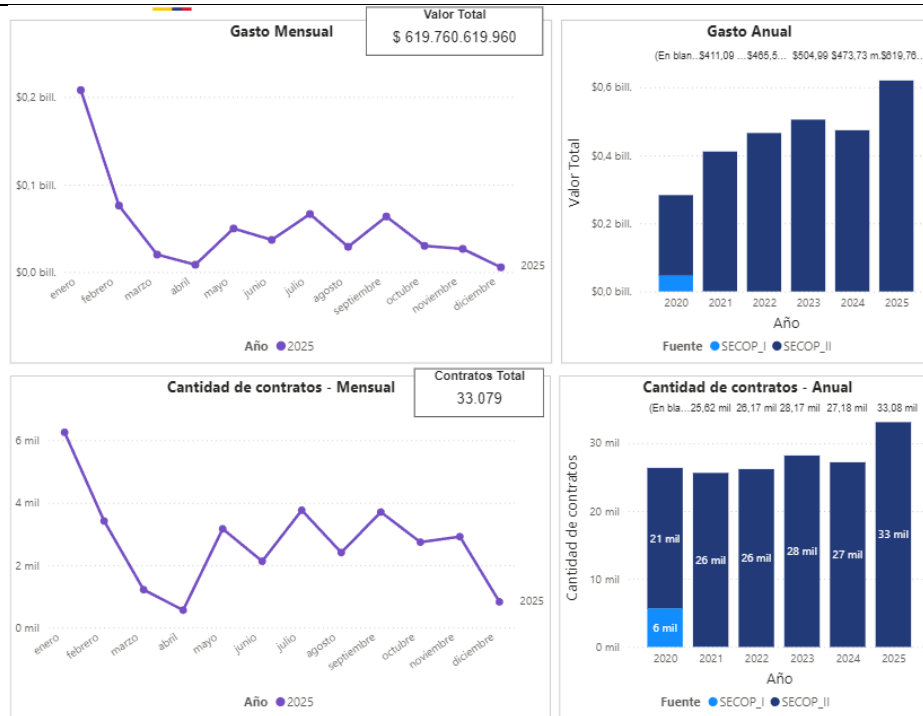 Gasto Mensual
Valor Total
$ 619.760.619.960
$0,2 bill.
$0,1 bill.
$0,0 bill.
2025
enero
febrero
marzo
abril
mayo
junio
julio
agosto
septiembre
octubre
noviembre
diciembre
Año 2025
Gasto Anual
(En blan... $411,09 ... $465,5... $504,99 $473,73 m. $619,76...
Valor Total
$0,6 bill.
$0,4 bill.
$0,2 bill.
$0,0 bill.
2020 2021 2022 2023 2024 2025
Año
Fuente SECOP_I SECOP_II
Cantidad de contratos - Mensual
Contratos Total
33.079
6 mil
4 mil
2 mil
0 mil
2025
enero
febrero
marzo
abril
mayo
junio
julio
agosto
septiembre
octubre
noviembre
diciembre
Año 2025
Cantidad de contratos - Anual
(En bla... 25,62 mil 26,17 mil 28,17 mil 27,18 mil 33,08 mil
Cantidad de contratos
30 mil
20 mil
10 mil
0 mil
21 mil 26 mil 26 mil 28 mil 27 mil 33 mil
6 mil
2020 2021 2022 2023 2024 2025
Año
Fuente SECOP_I SECOP_II